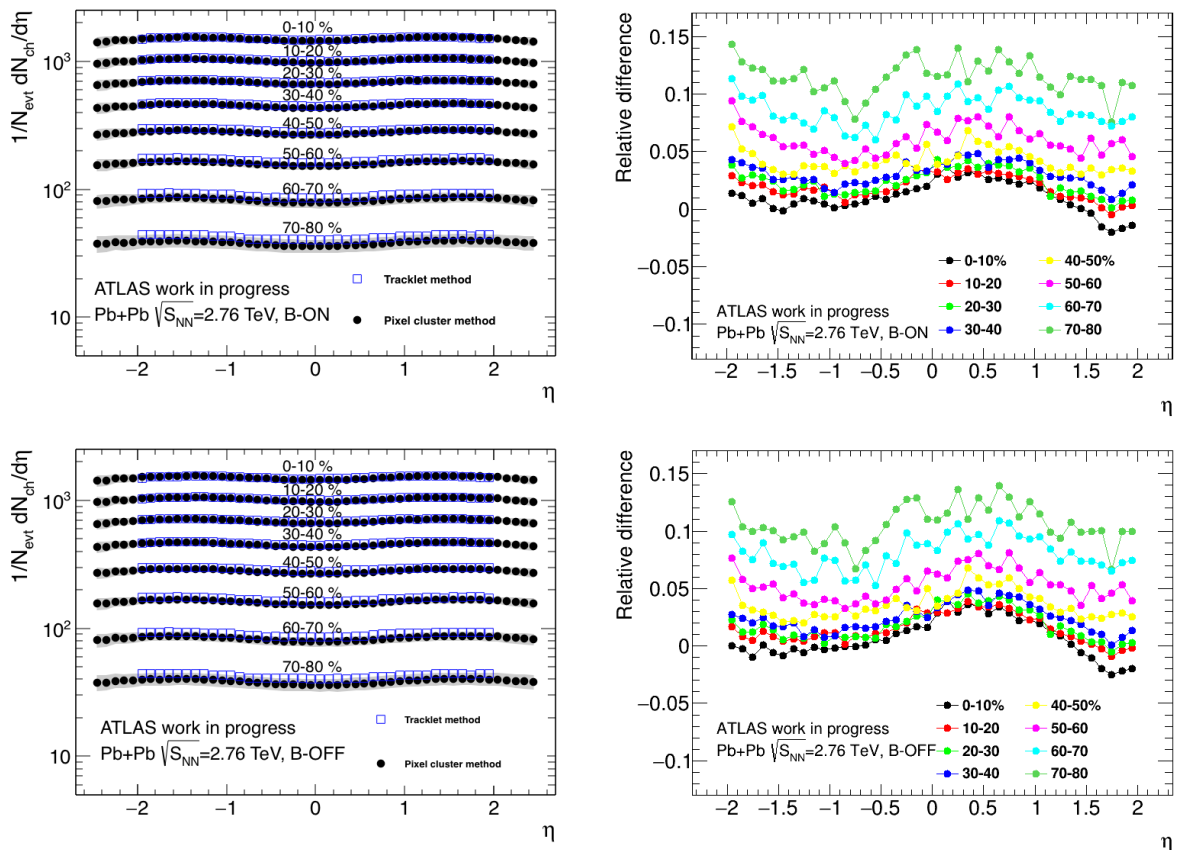 1/N_evt dN_ch/dη
10³
10²
10
0-10 %
10-20 %
20-30 %
30-40 %
40-50 %
50-60 %
60-70 %
70-80 %
ATLAS work in progress
Pb+Pb √S_NN=2.76 TeV, B-ON
Tracklet method
Pixel cluster method
−2 −1 0 1 2
η
Relative difference
0.15
0.1
0.05
0
−0.05
−0.1
0-10% 40-50%
10-20 50-60
20-30 60-70
30-40 70-80
ATLAS work in progress
Pb+Pb √S_NN=2.76 TeV, B-ON
−2 −1.5 −1 −0.5 0 0.5 1 1.5 2
η
1/N_evt dN_ch/dη
10³
10²
10
0-10 %
10-20 %
20-30 %
30-40 %
40-50 %
50-60 %
60-70 %
70-80 %
ATLAS work in progress
Pb+Pb √S_NN=2.76 TeV, B-OFF
Tracklet method
Pixel cluster method
−2 −1 0 1 2
η
Relative difference
0.15
0.1
0.05
0
−0.05
−0.1
0-10% 40-50%
10-20 50-60
20-30 60-70
30-40 70-80
ATLAS work in progress
Pb+Pb √S_NN=2.76 TeV, B-OFF
−2 −1.5 −1 −0.5 0 0.5 1 1.5 2
η